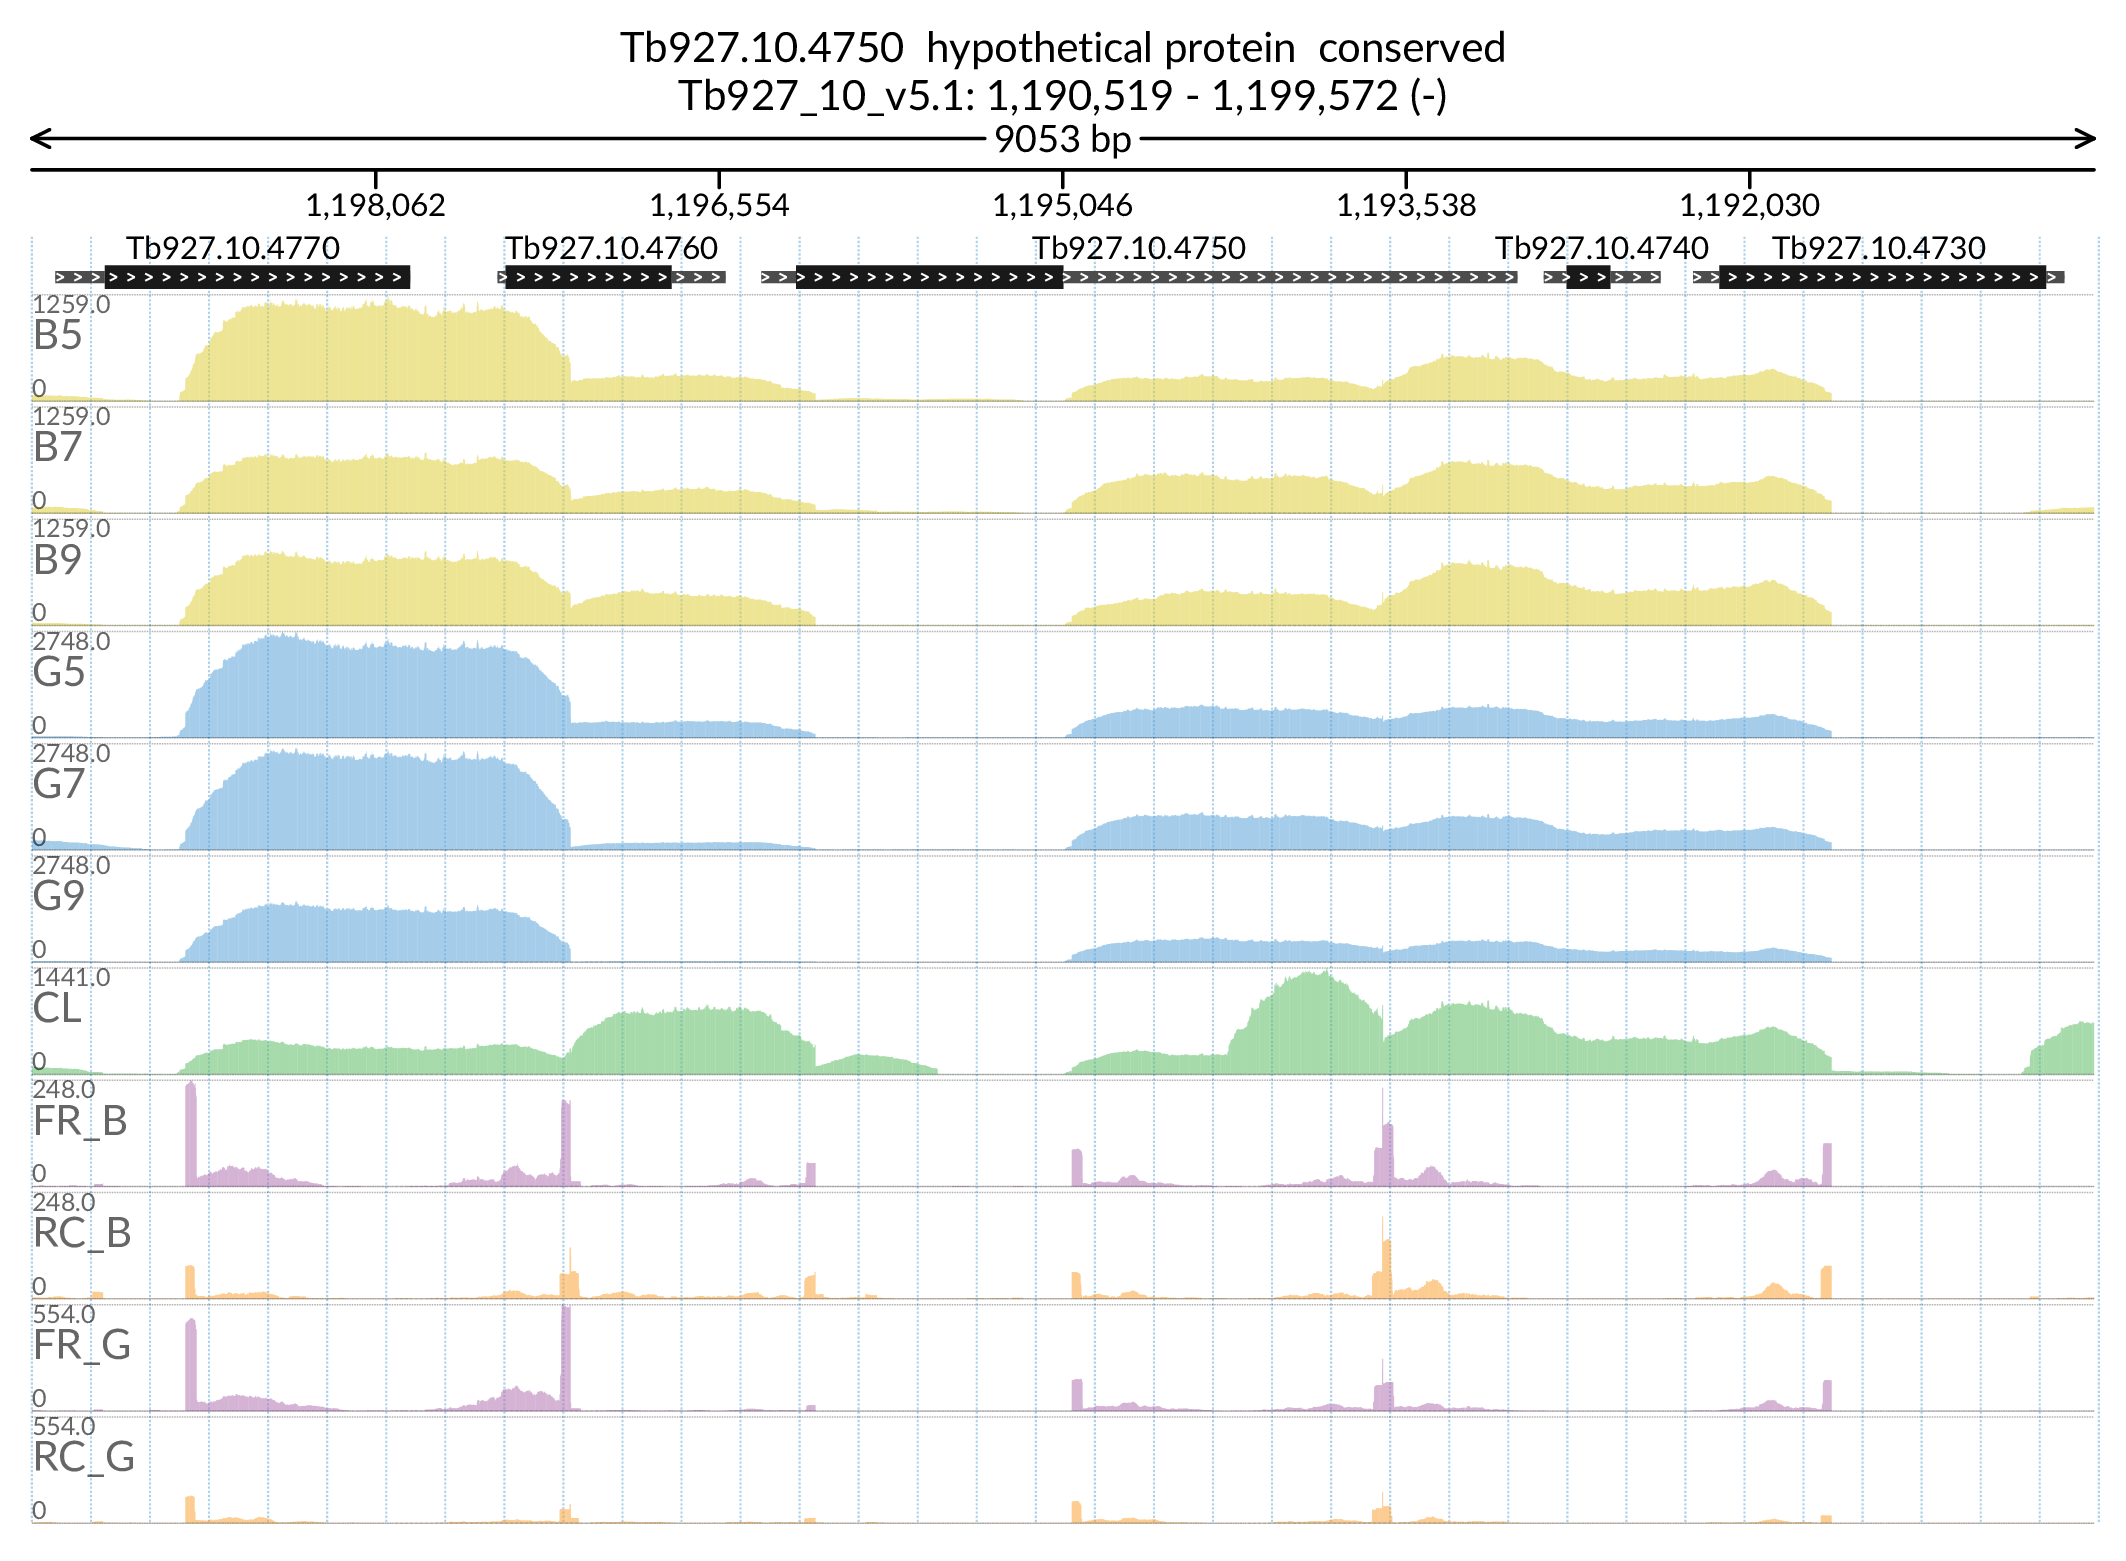 Tb927.10.4750  hypothetical protein  conserved
Tb927_10_v5.1: 1,190,519 - 1,199,572 (-)
9053 bp
1,198,062 1,196,554 1,195,046 1,193,538 1,192,030
Tb927.10.4770 Tb927.10.4760 Tb927.10.4750 Tb927.10.4740 Tb927.10.4730
1259.0
B5
0
1259.0
B7
0
1259.0
B9
0
2748.0
G5
0
2748.0
G7
0
2748.0
G9
0
1441.0
CL
0
248.0
FR_B
0
248.0
RC_B
0
554.0
FR_G
0
554.0
RC_G
0